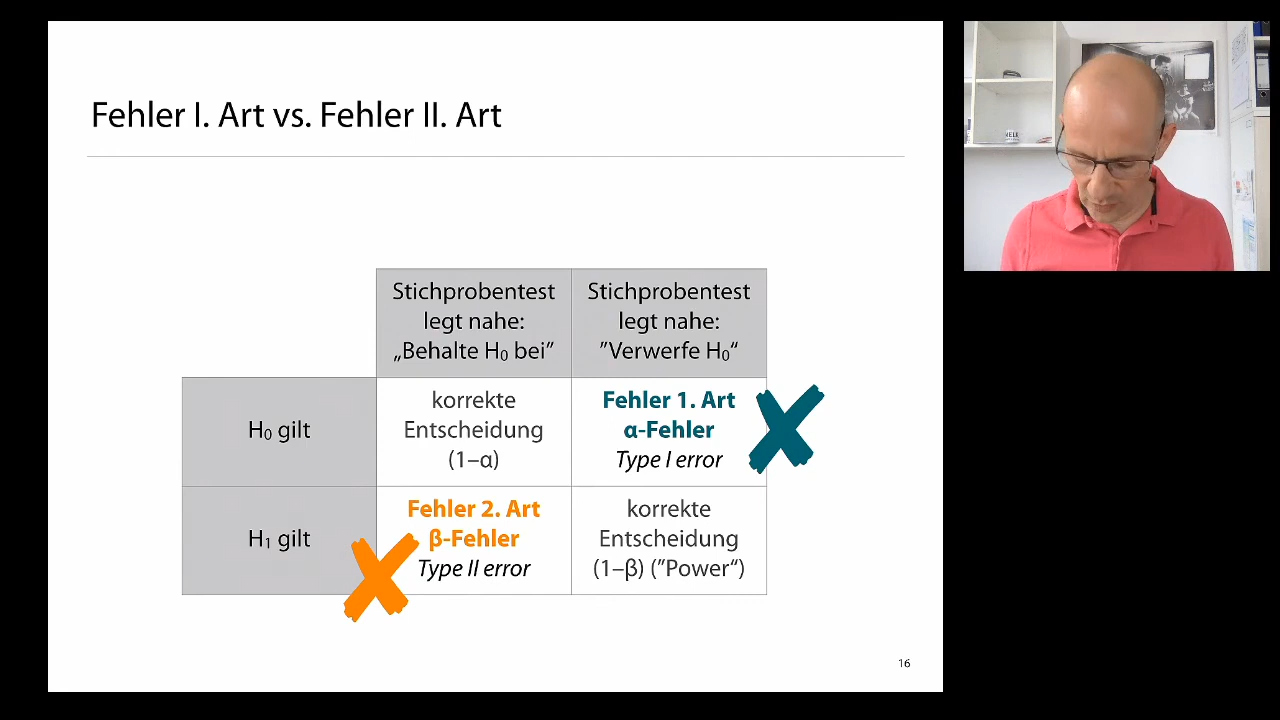 Fehler I. Art vs. Fehler II. Art
Stichprobentest
legt nahe:
„Behalte H₀ bei”
Stichprobentest
legt nahe:
”Verwerfe H₀“
H₀ gilt
korrekte
Entscheidung
(1–α)
Fehler 1. Art
α-Fehler
Type I error
H₁ gilt
Fehler 2. Art
β-Fehler
Type II error
korrekte
Entscheidung
(1–β) (”Power“)
16